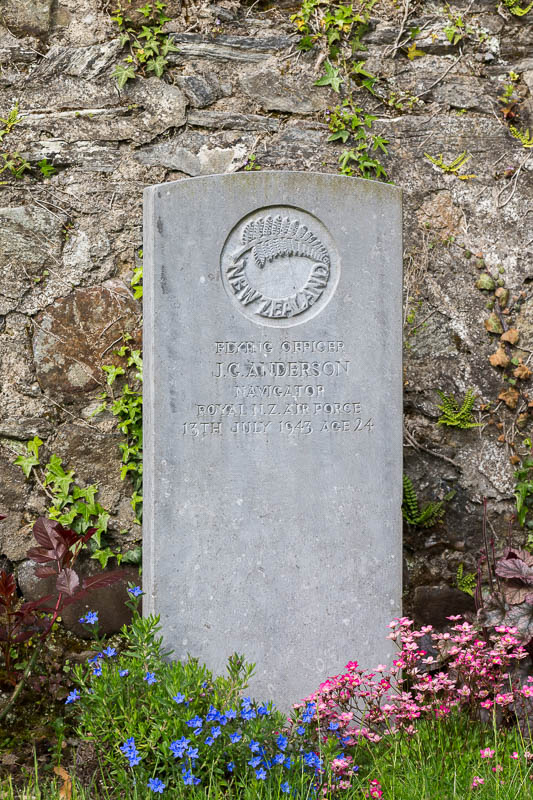 NEW ZEALAND
FLYING OFFICER
J.G. ANDERSON
NAVIGATOR
ROYAL N.Z. AIR FORCE
13TH JULY 1943 AGE 24